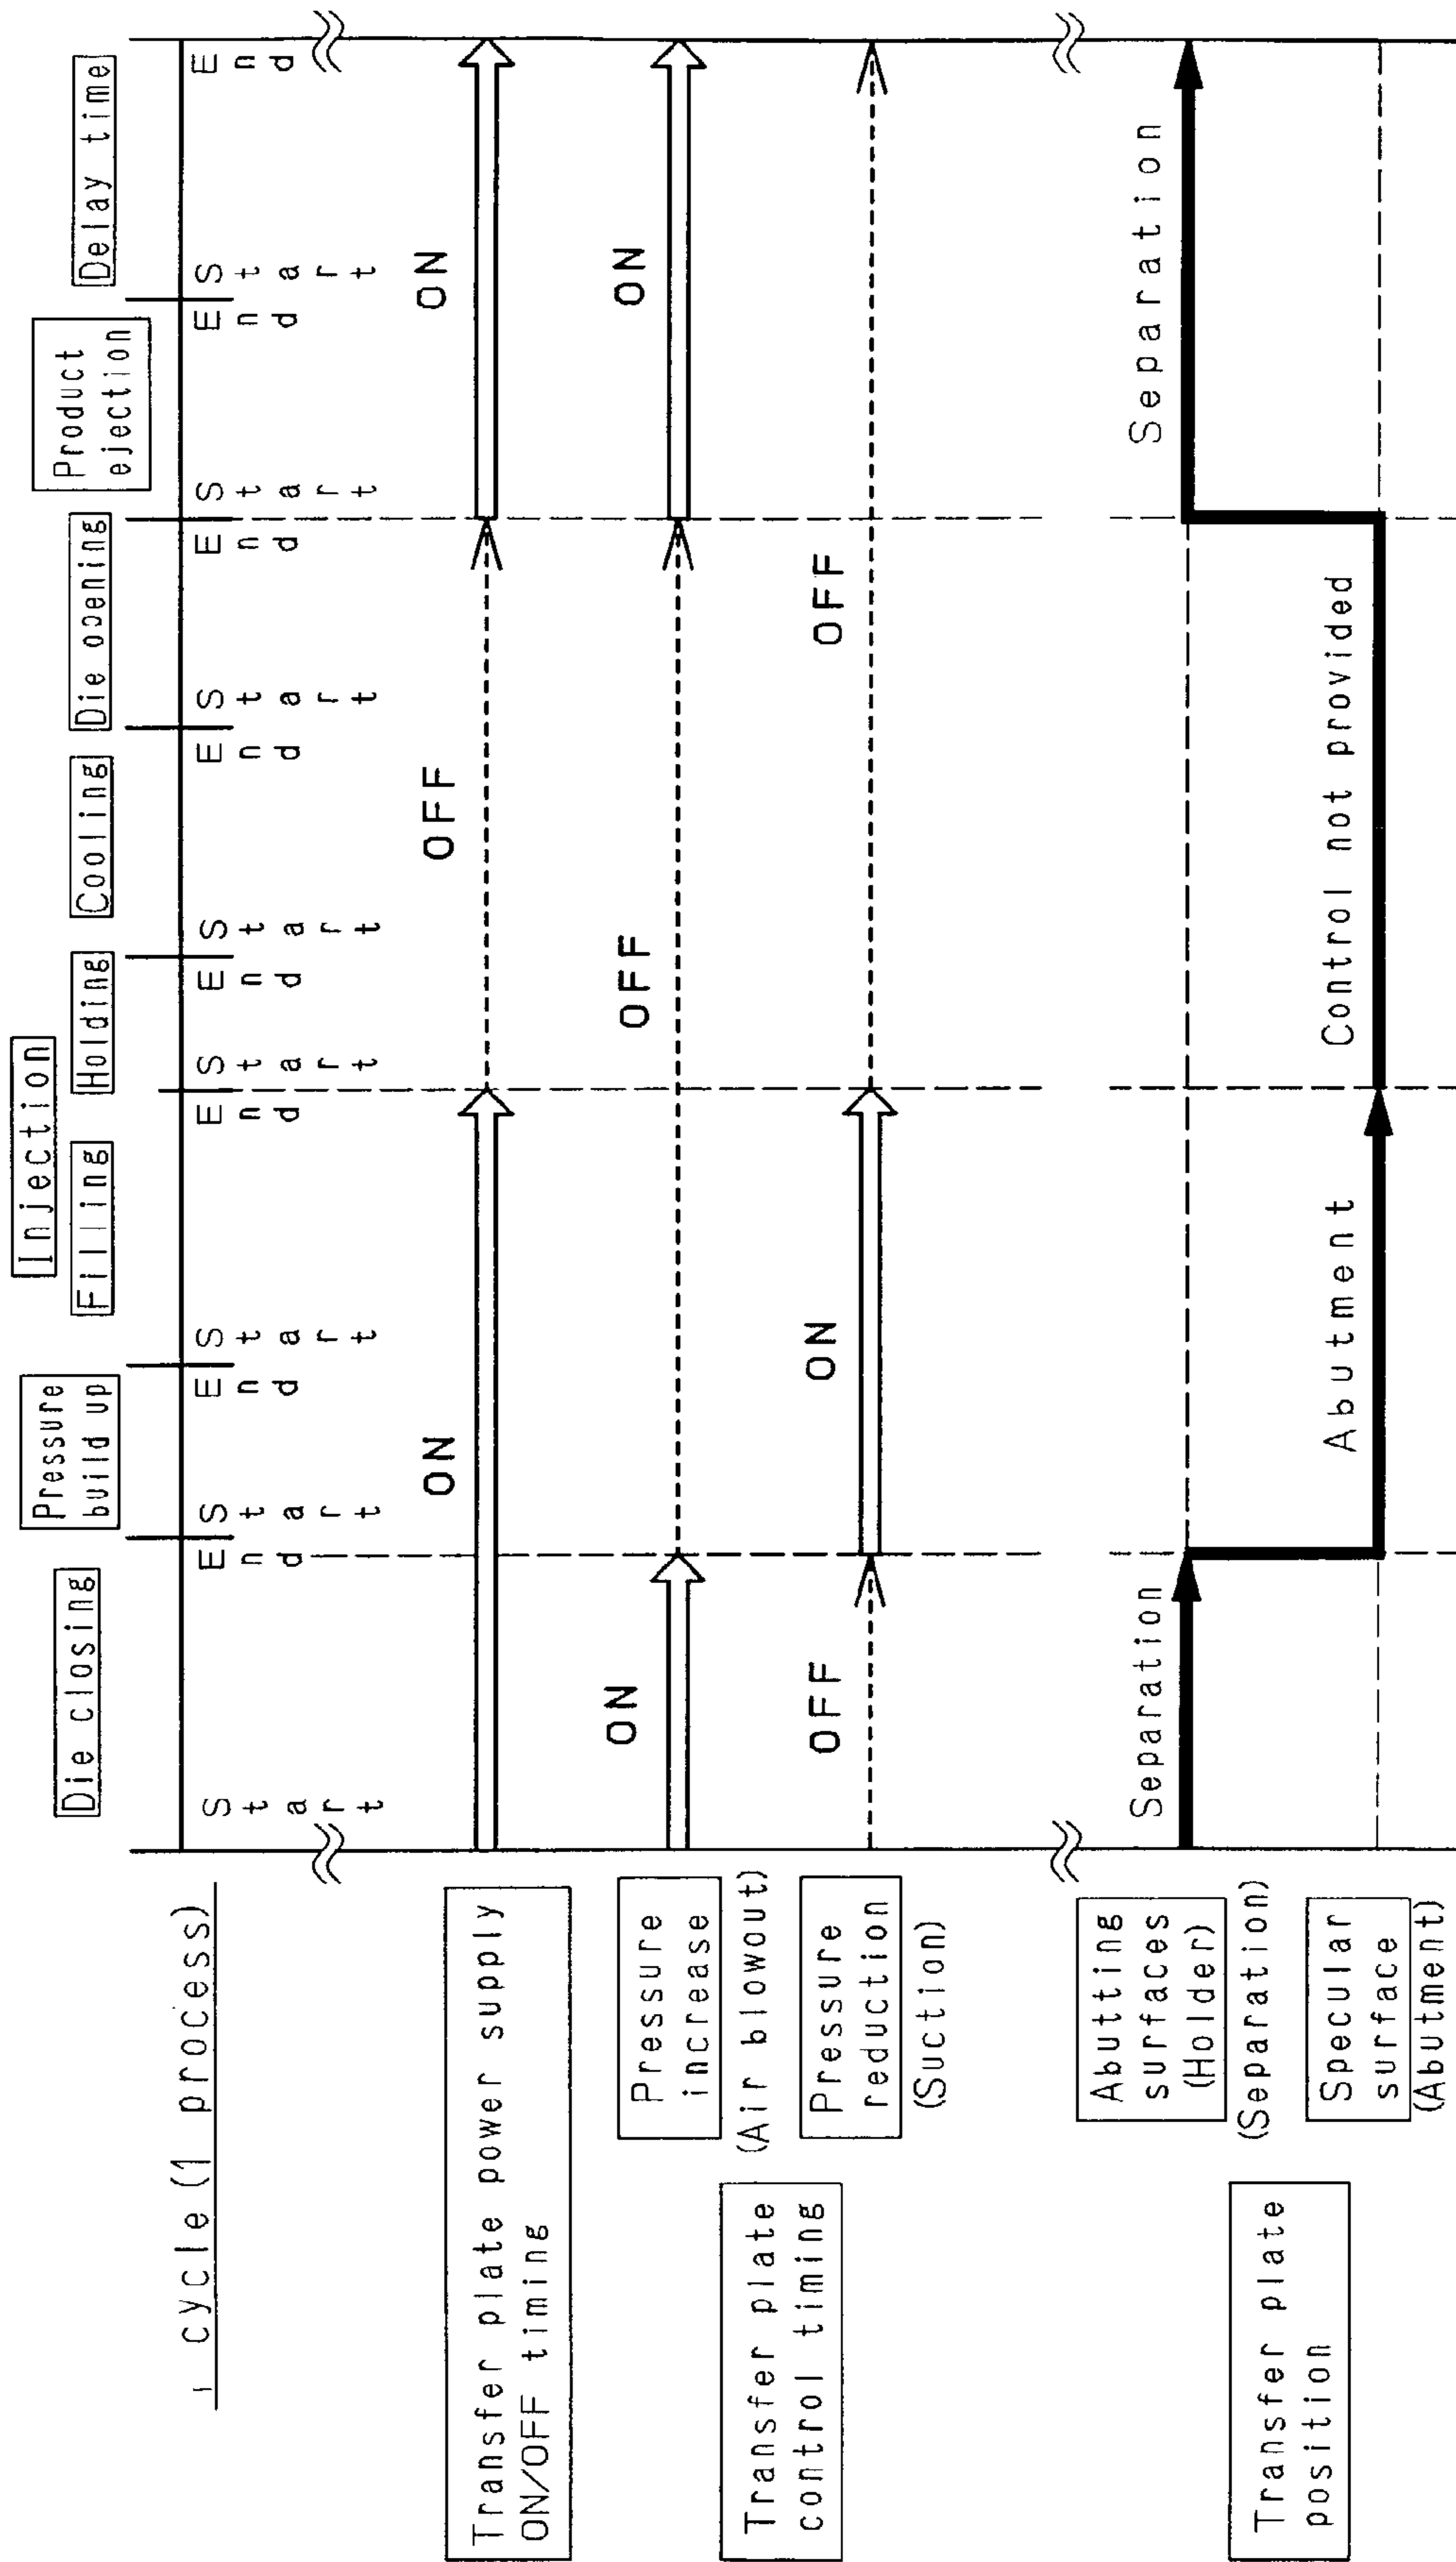 Injection
Die closing
Pressure
build up
Filling
Holding
Cooling
Die opening
Product
ejection
Delay time
cycle (1 process)
Start
End
Start
End
Start
End
Start
End
Start
End
Start
End
Start
End
Start
End
Transfer plate power supply
ON/OFF timing
ON
OFF
ON
Transfer plate
control timing
Pressure
increase
(Air blowout)
ON
OFF
ON
Pressure
reduction
(Suction)
OFF
ON
OFF
Transfer plate
position
Abutting
surfaces
(Holder)
(Separation)
Separation
Separation
Specular
surface
(Abutment)
Abutment
Control not provided